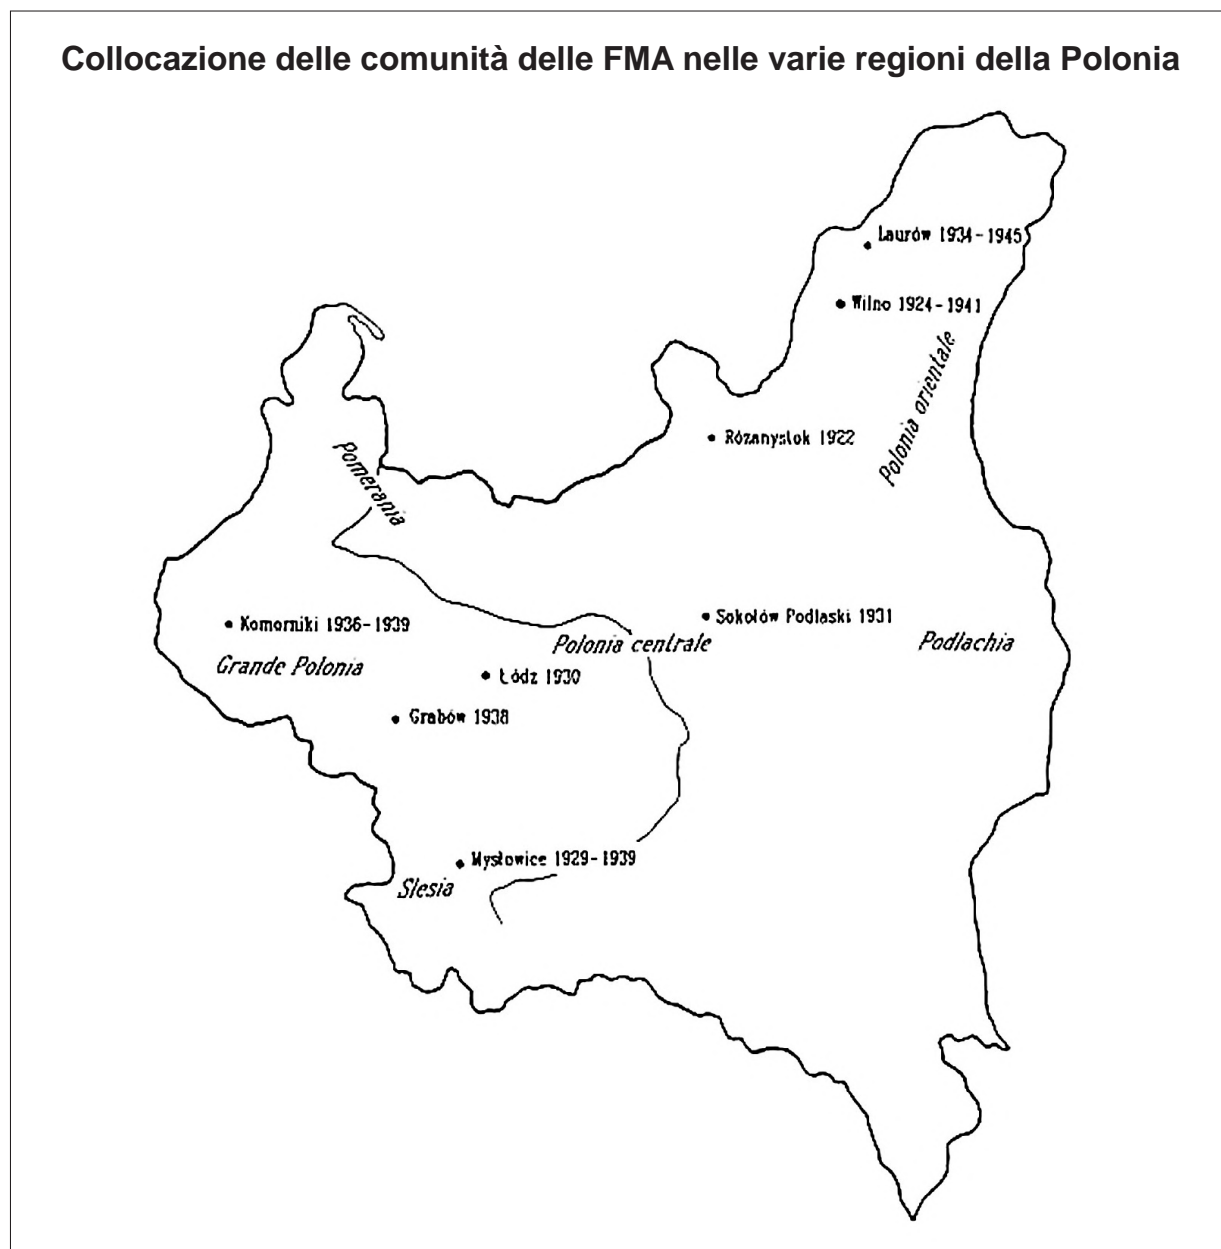 Collocazione delle comunità delle FMA nelle varie regioni della Polonia
Laurów 1934-1945
Wilno 1924-1941
Polonia orientale
Rózanystok 1922
Pomerania
Komorniki 1936-1939
Sokołów Podlaski 1931
Polonia centrale
Podlachia
Grande Polonia
Łódz 1930
Grabów 1938
Mysłowice 1929-1939
Slesia